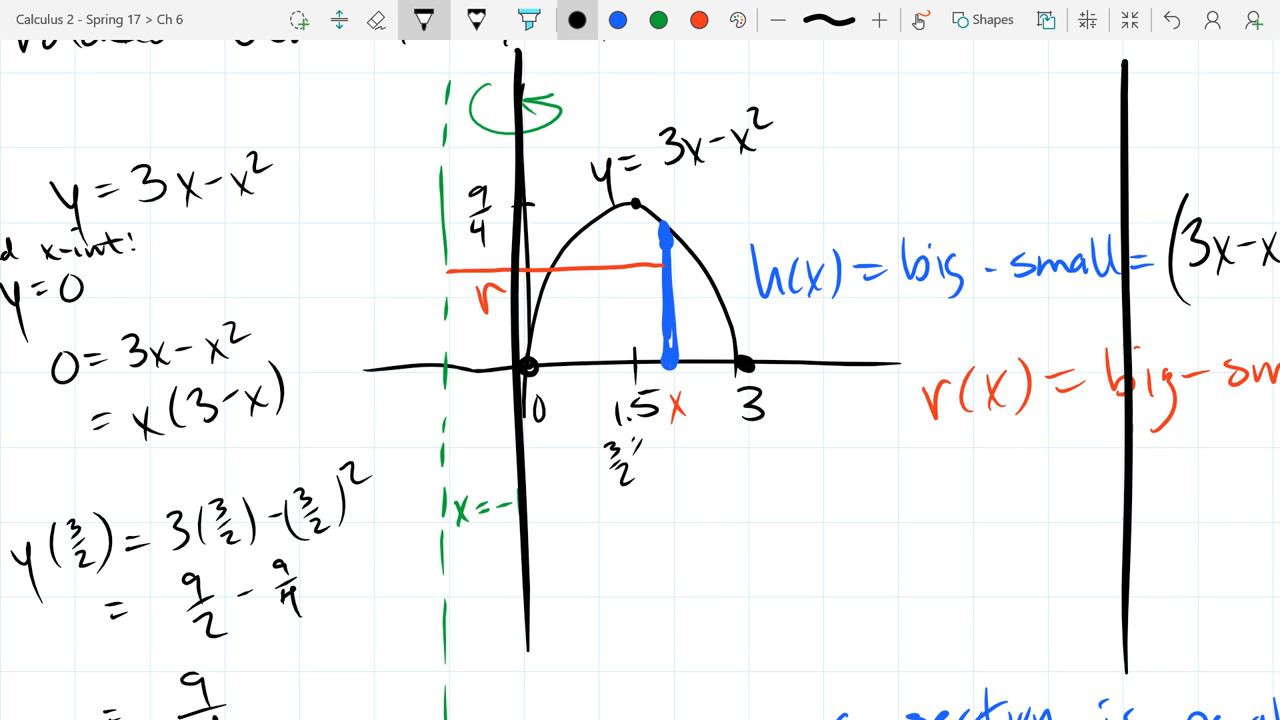 Calculus 2 - Spring 17 > Ch 6
Shapes
y = 3x - x²
x-int!
y = 0
0 = 3x - x²
= x(3 - x)
y(3/2) = 3(3/2) - (3/2)²
= 9/2 - 9/4
= 9
y = 3x - x²
9/4
r
0
1.5
x
3
3/2
x = -
h(x) = big - small = (3x - x
r(x) = big - sm